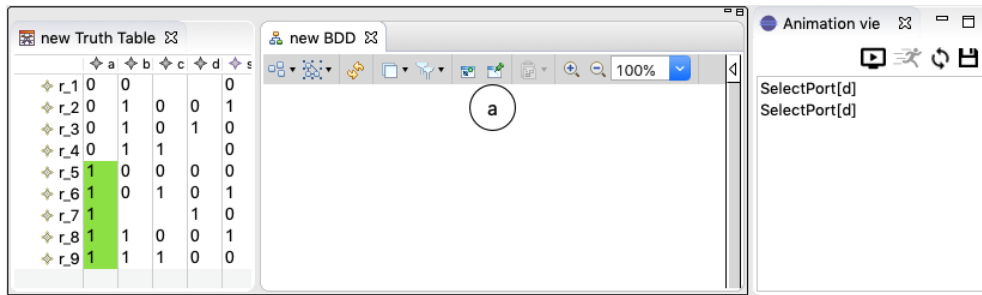 new Truth Table
a b c d s
r_1 0 0 0
r_2 0 1 0 0 1
r_3 0 1 0 1 0
r_4 0 1 1 0
r_5 1 0 0 0 0
r_6 1 0 1 0 1
r_7 1 1 0
r_8 1 1 0 0 1
r_9 1 1 1 0 0
new BDD
100%
a
Animation vie
SelectPort[d]
SelectPort[d]